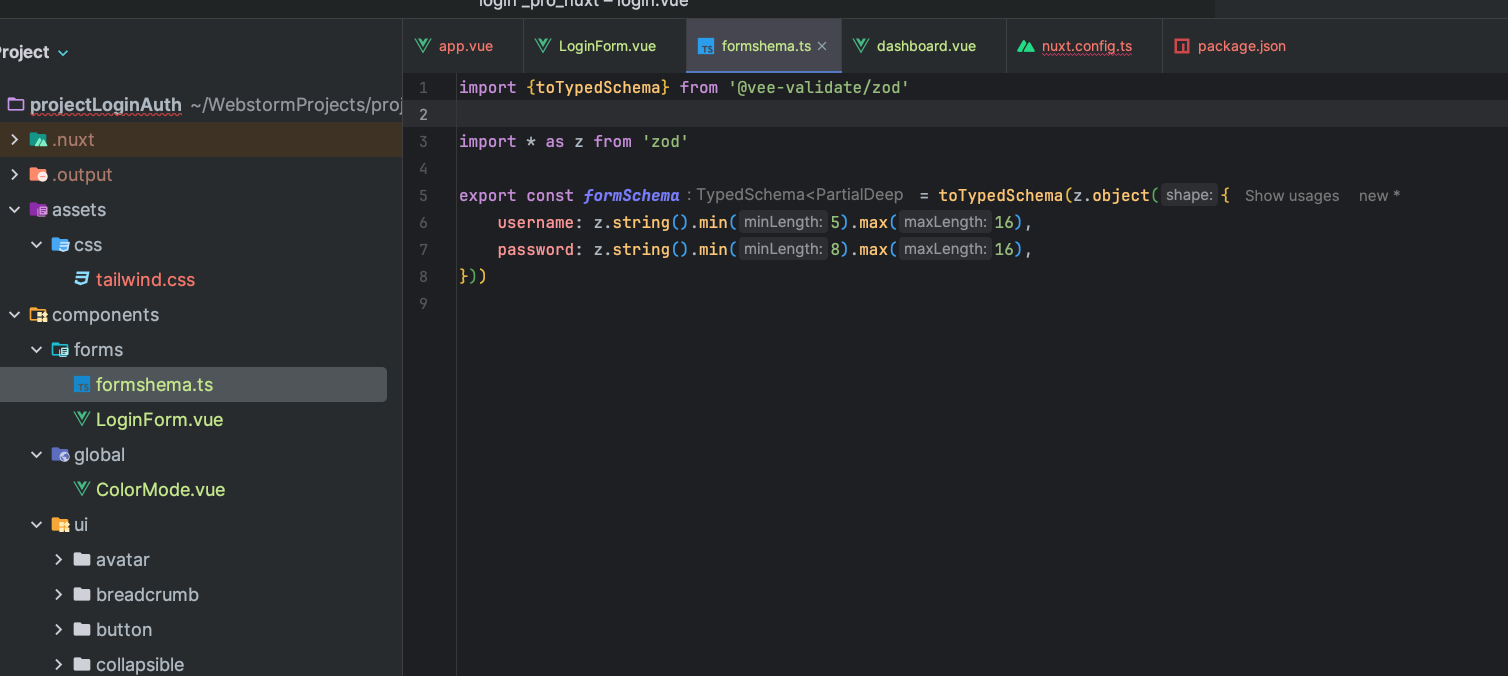 login _pro_nuxt – login.vue
Project
app.vue
LoginForm.vue
formshema.ts
dashboard.vue
nuxt.config.ts
package.json
projectLoginAuth ~/WebstormProjects/proj
.nuxt
.output
assets
css
tailwind.css
components
forms
formshema.ts
LoginForm.vue
global
ColorMode.vue
ui
avatar
breadcrumb
button
collapsible
1 import {toTypedSchema} from '@vee-validate/zod'
2
3 import * as z from 'zod'
4
5 export const formSchema : TypedSchema<PartialDeep = toTypedSchema(z.object( shape: { Show usages new *
6 username: z.string().min( minLength: 5).max( maxLength: 16),
7 password: z.string().min( minLength: 8).max( maxLength: 16),
8 }))
9